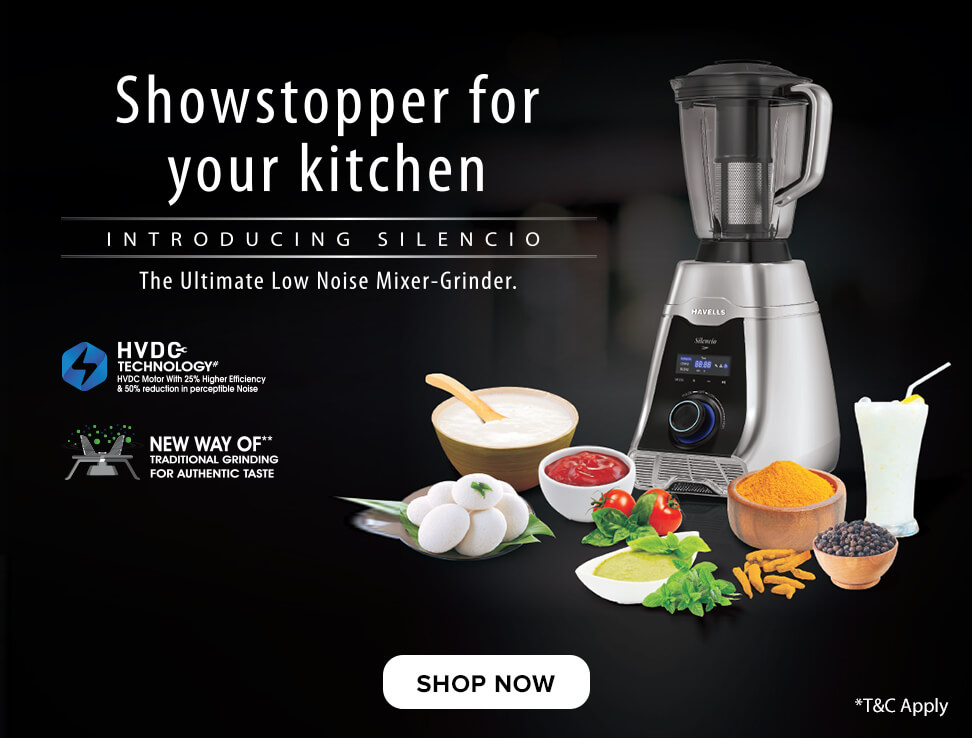 Showstopper for
your kitchen
INTRODUCING SILENCIO
The Ultimate Low Noise Mixer-Grinder.
HVDC
TECHNOLOGY#
HVDC Motor With 25% Higher Efficiency
& 50% reduction in perceptible Noise
NEW WAY OF**
TRADITIONAL GRINDING
FOR AUTHENTIC TASTE
HAVELLS
Silencio
SHOP NOW
*T&C Apply